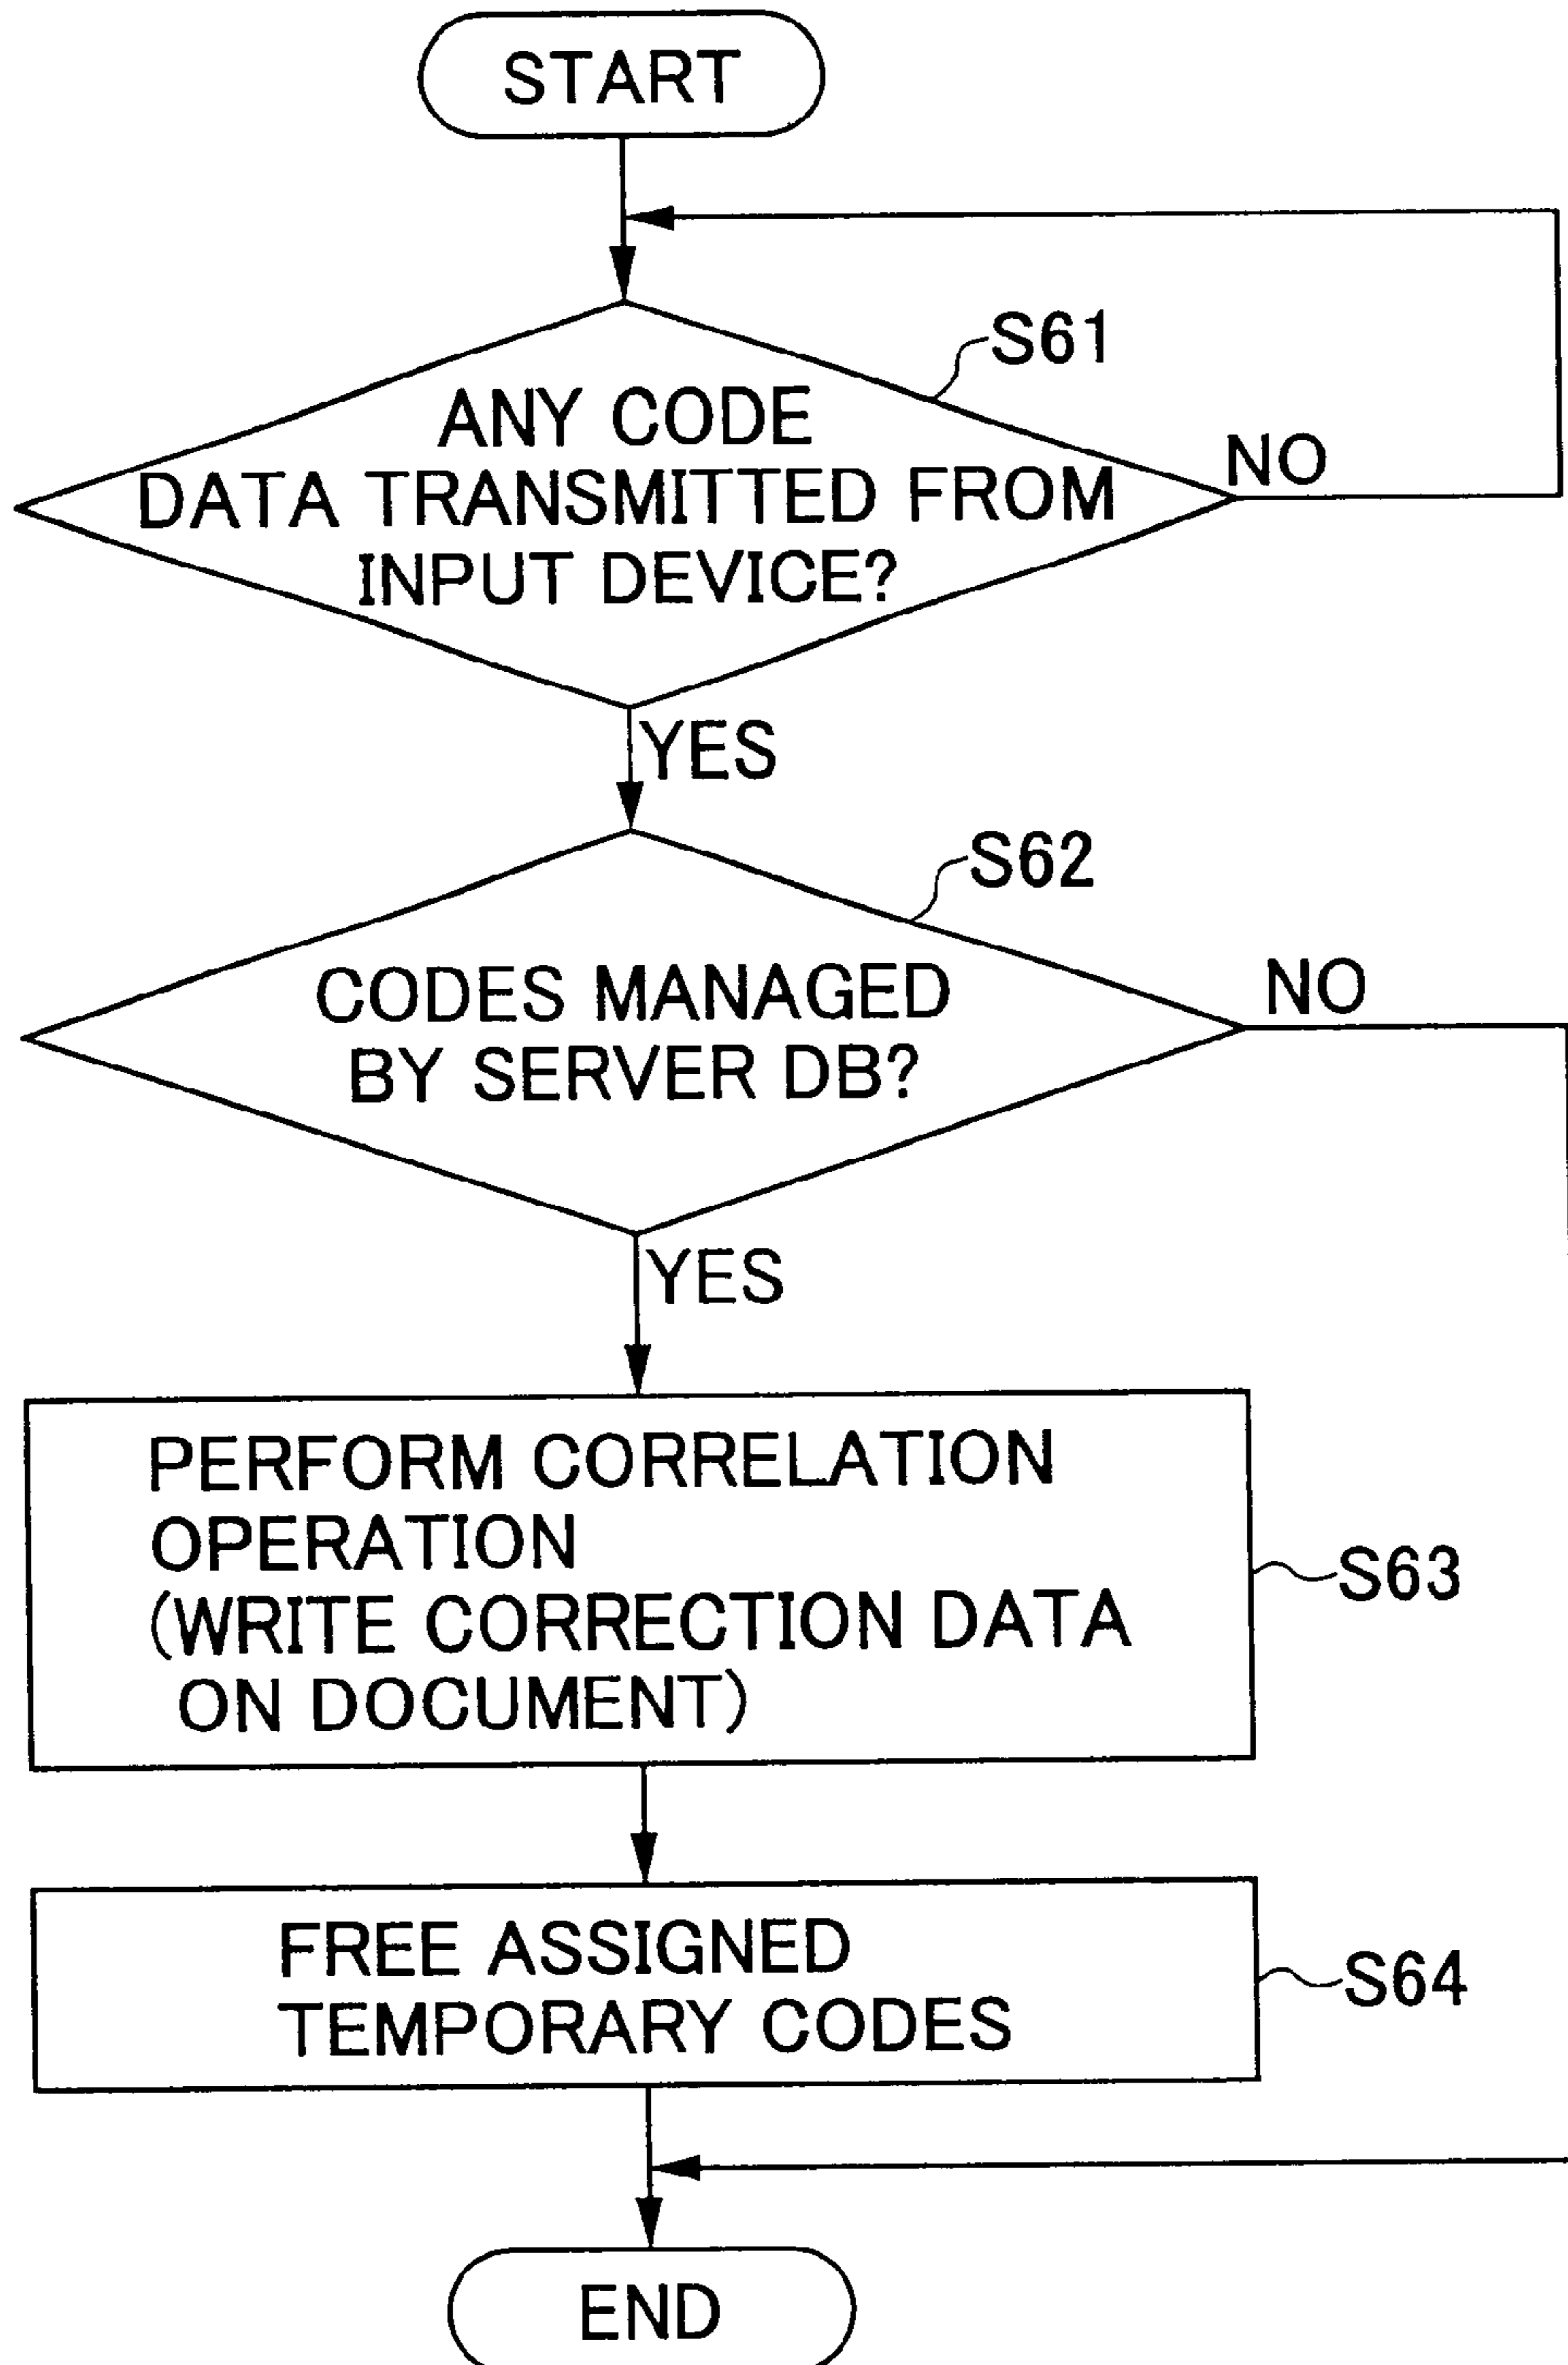 START
S61
ANY CODE
DATA TRANSMITTED FROM
INPUT DEVICE?
NO
YES
S62
CODES MANAGED
BY SERVER DB?
NO
YES
PERFORM CORRELATION
OPERATION
(WRITE CORRECTION DATA
ON DOCUMENT)
S63
FREE ASSIGNED
TEMPORARY CODES
S64
END